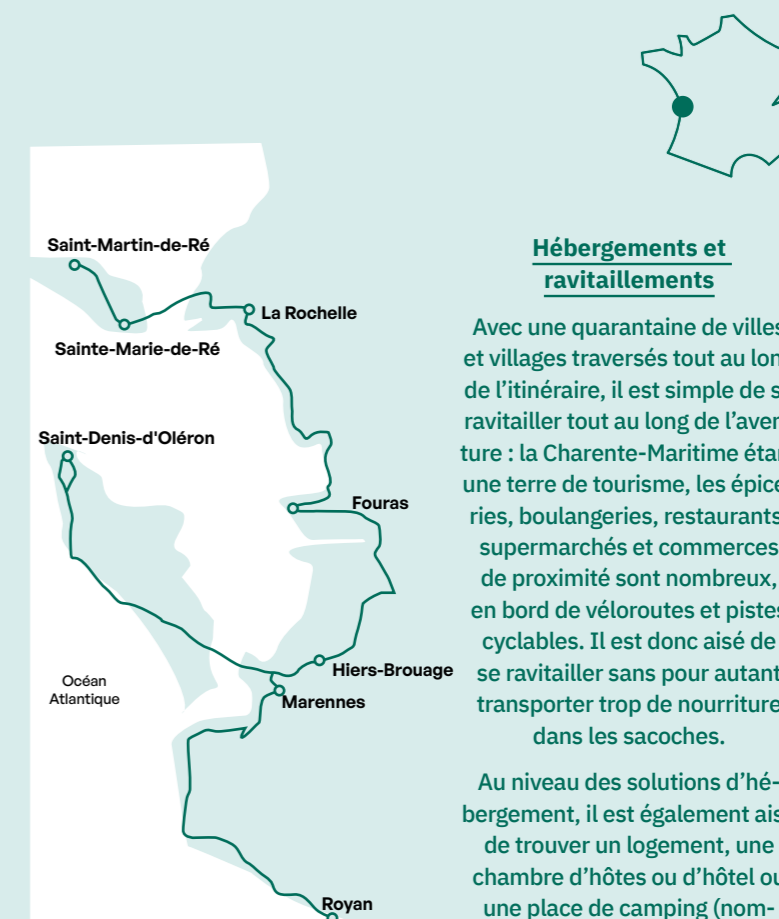 Saint-Martin-de-Ré
La Rochelle
Sainte-Marie-de-Ré
Saint-Denis-d'Oléron
Fouras
Hiers-Brouage
Océan
Atlantique
Marennes
Royan
Hébergements et
ravitaillements
Avec une quarantaine de villes
et villages traversés tout au lon
de l’itinéraire, il est simple de s
ravitailler tout au long de l’aven
ture : la Charente-Maritime étan
une terre de tourisme, les épice
ries, boulangeries, restaurants
supermarchés et commerces
de proximité sont nombreux,
en bord de véloroutes et pistes
cyclables. Il est donc aisé de
se ravitailler sans pour autant
transporter trop de nourriture
dans les sacoches.
Au niveau des solutions d’hé-
bergement, il est également ais
de trouver un logement, une
chambre d’hôtes ou d’hôtel ou
une place de camping (nom-